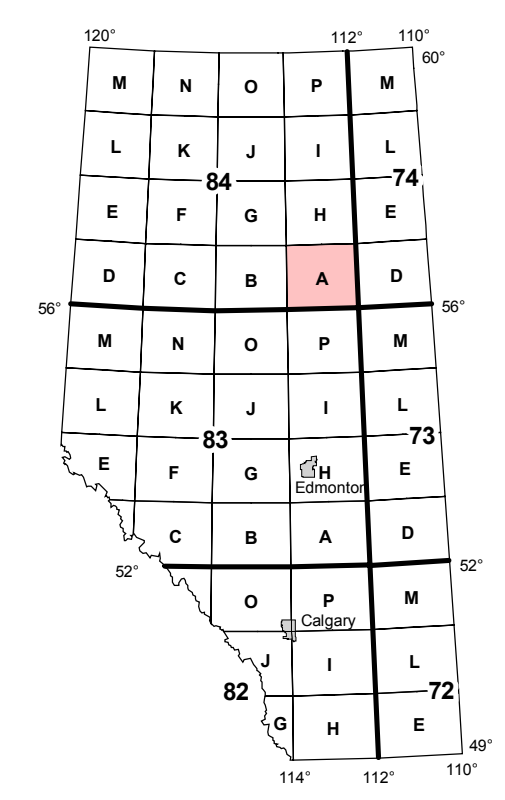 120° 112° 110°
60°
M N O P M
L K J I L
84 74
E F G H E
D C B A D
56° 56°
M N O P M
L K J I L
83 73
E F G H E
Edmonton
C B A D
52° 52°
O P M
Calgary
J I L
82 72
G H E
49°
114° 112° 110°